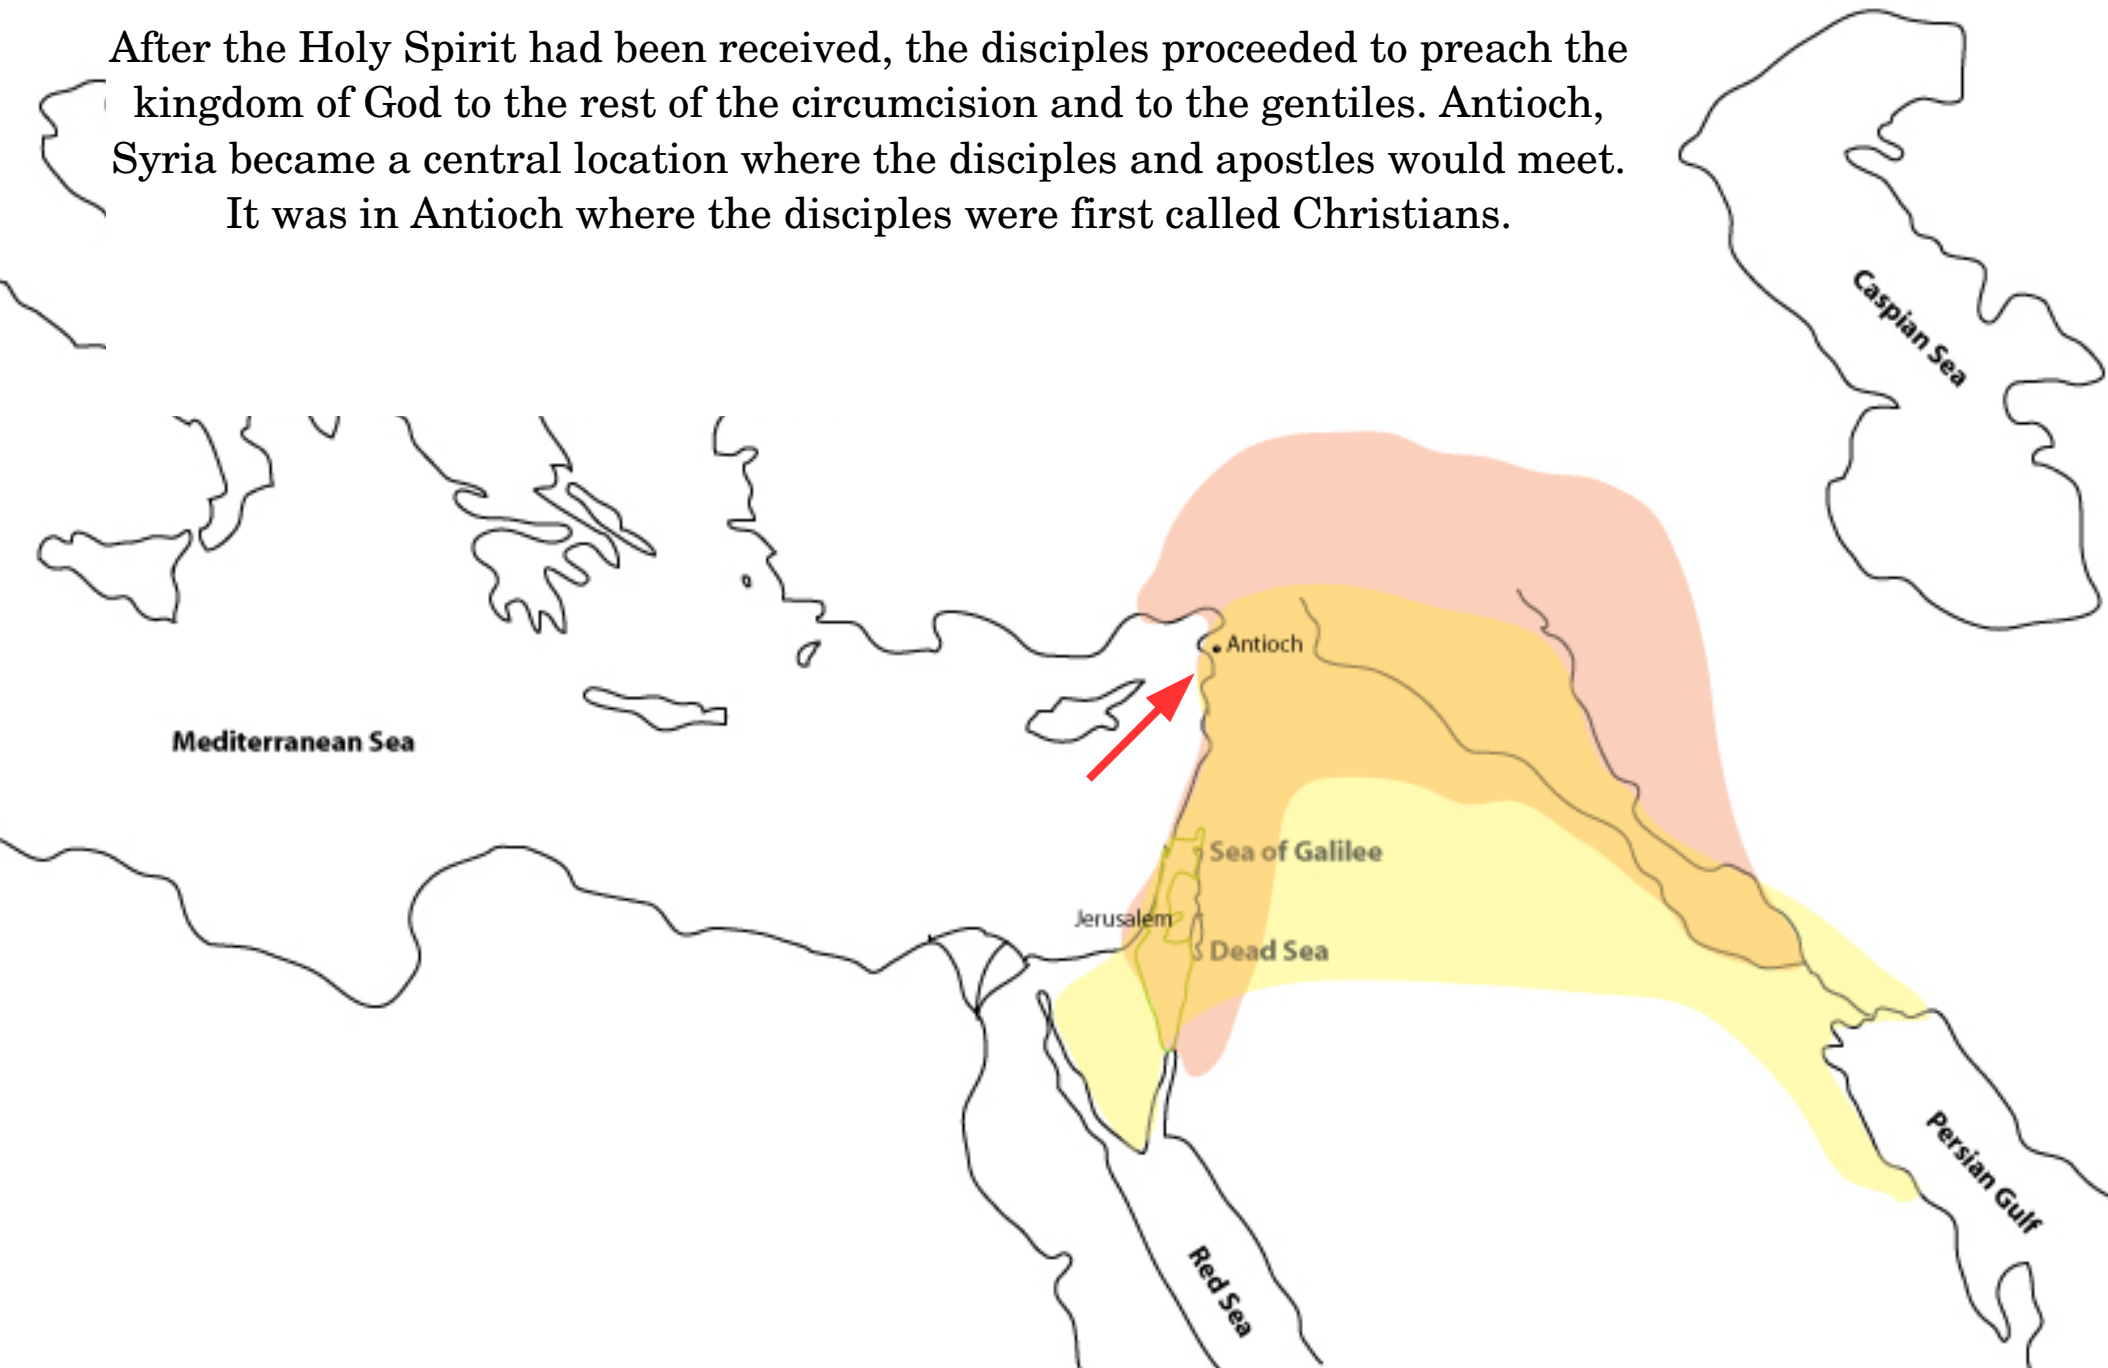 After the Holy Spirit had been received, the disciples proceeded to preach the
kingdom of God to the rest of the circumcision and to the gentiles. Antioch,
Syria became a central location where the disciples and apostles would meet.
It was in Antioch where the disciples were first called Christians.
Caspian Sea
Antioch
Mediterranean Sea
Sea of Galilee
Jerusalem
Dead Sea
Persian Gulf
Red Sea